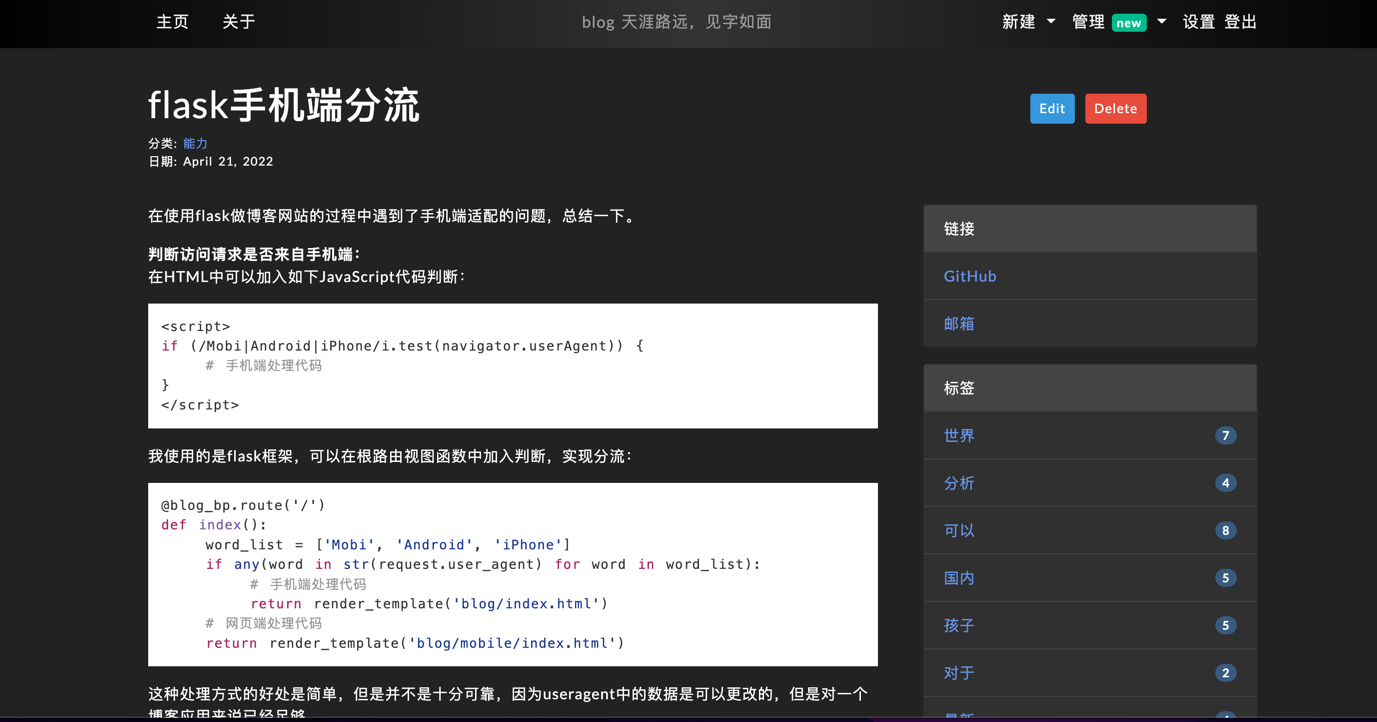 主页 关于 blog 天涯路远，见字如面 新建 管理 new 设置 登出
flask手机端分流
Edit Delete
分类: 能力
日期: April 21, 2022
在使用flask做博客网站的过程中遇到了手机端适配的问题，总结一下。
判断访问请求是否来自手机端：
在HTML中可以加入如下JavaScript代码判断：
<script>
if (/Mobi|Android|iPhone/i.test(navigator.userAgent)) {
# 手机端处理代码
}
</script>
我使用的是flask框架，可以在根路由视图函数中加入判断，实现分流：
@blog_bp.route('/')
def index():
word_list = ['Mobi', 'Android', 'iPhone']
if any(word in str(request.user_agent) for word in word_list):
# 手机端处理代码
return render_template('blog/index.html')
# 网页端处理代码
return render_template('blog/mobile/index.html')
这种处理方式的好处是简单，但是并不是十分可靠，因为useragent中的数据是可以更改的，但是对一个
博客应用来说已经足够
链接
GitHub
邮箱
标签
世界 7
分析 4
可以 8
国内 5
孩子 5
对于 2
最新